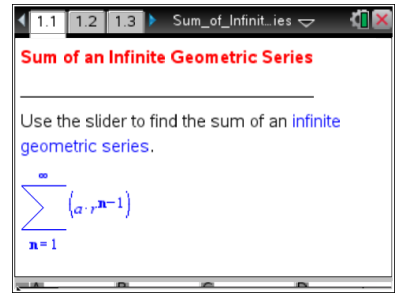 1.1 1.2 1.3 Sum_of_Infinit...ies
Sum of an Infinite Geometric Series
Use the slider to find the sum of an infinite
geometric series.
∞
∑ (a·r^n−1)
n=1
A B C D